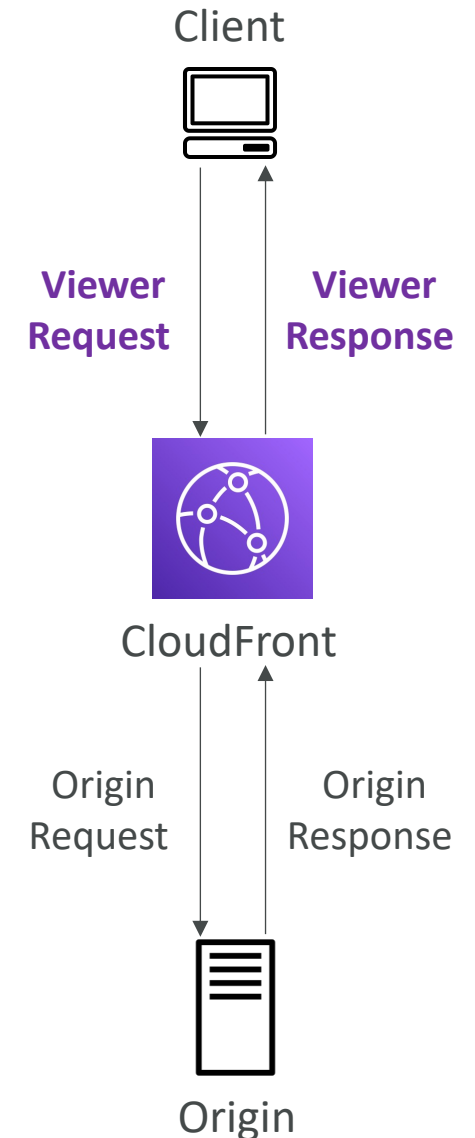 Client
Viewer
Request
Viewer
Response
CloudFront
Origin
Request
Origin
Response
Origin